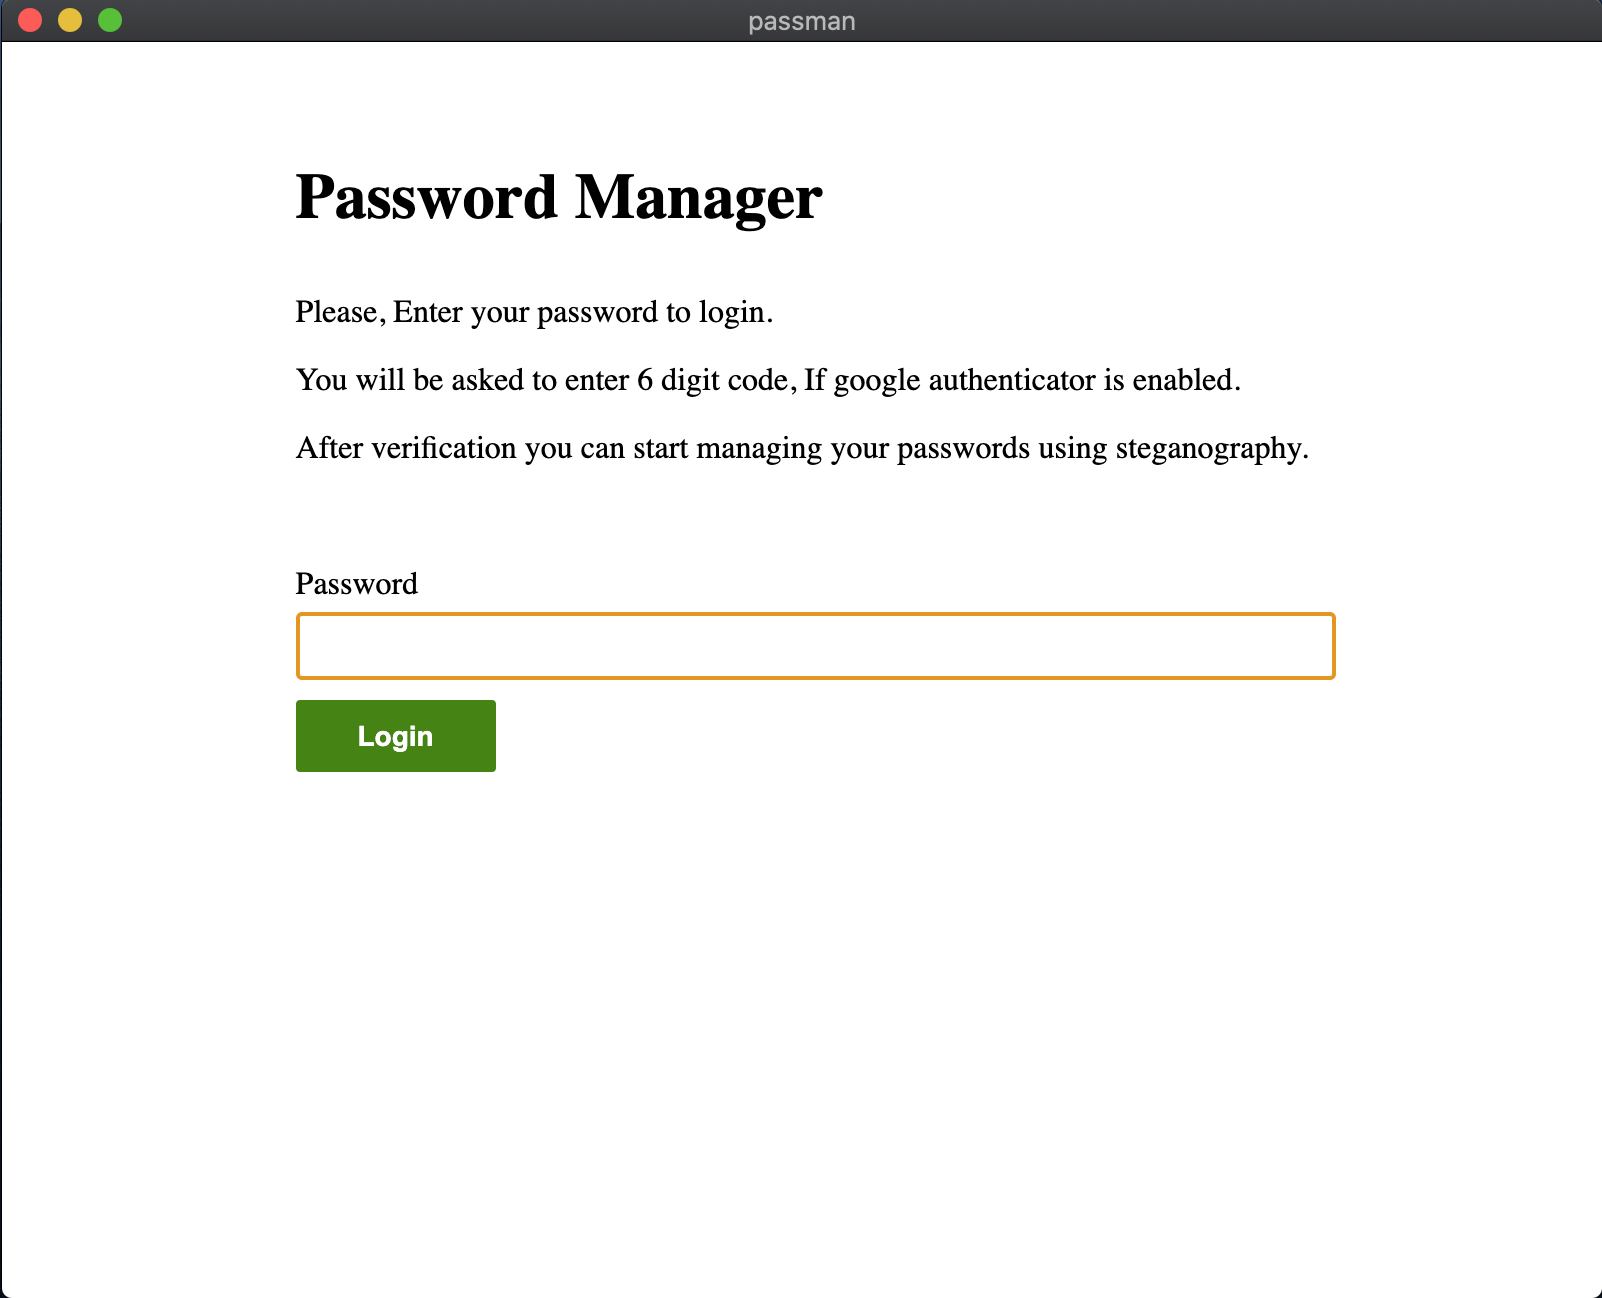 passman
Password Manager
Please, Enter your password to login.
You will be asked to enter 6 digit code, If google authenticator is enabled.
After verification you can start managing your passwords using steganography.
Password
Login